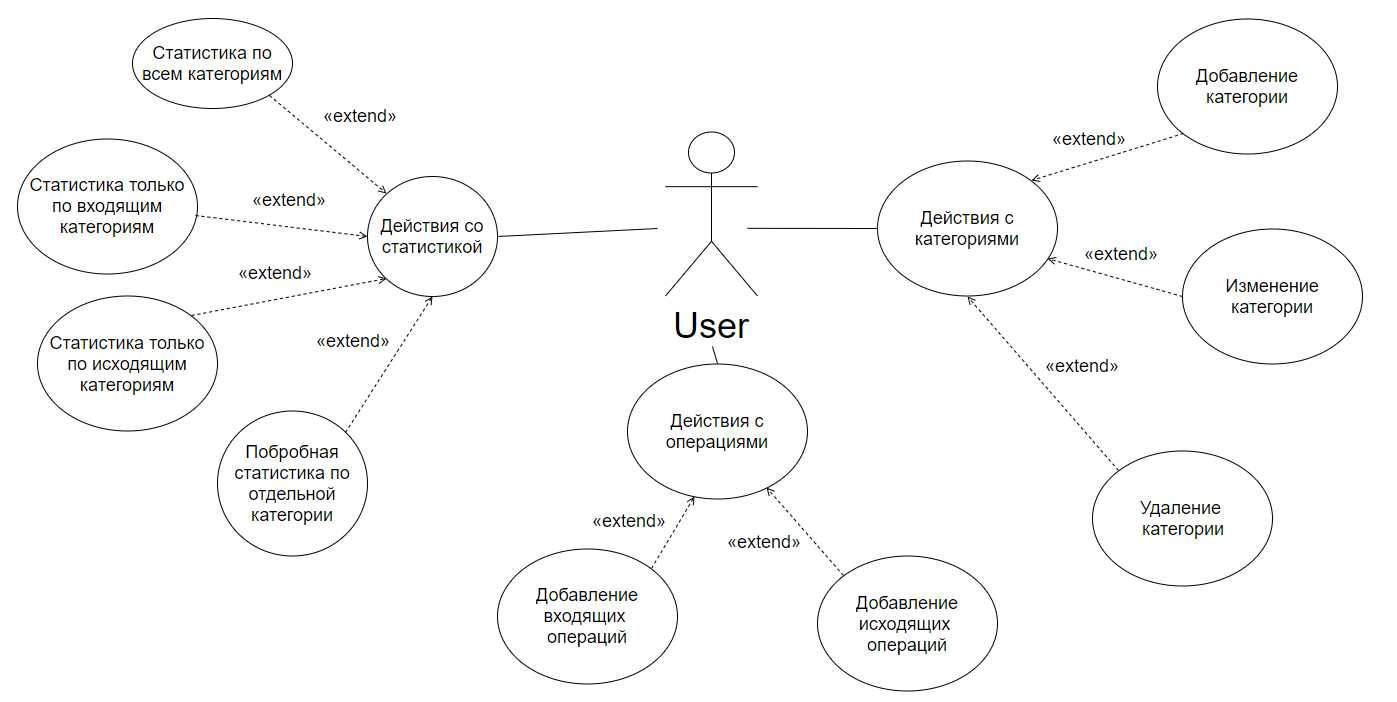 Статистика по
всем категориям
«extend»
Статистика только
по входящим
категориям
«extend»
Статистика только
по исходящим
категориям
«extend»
Побробная
статистика по
отдельной
категории
«extend»
Действия со
статистикой
User
Действия с
категориями
Добавление
категории
«extend»
Изменение
категории
«extend»
Удаление
категории
«extend»
Действия с
операциями
«extend»
Добавление
входящих
операций
«extend»
Добавление
исходящих
операций